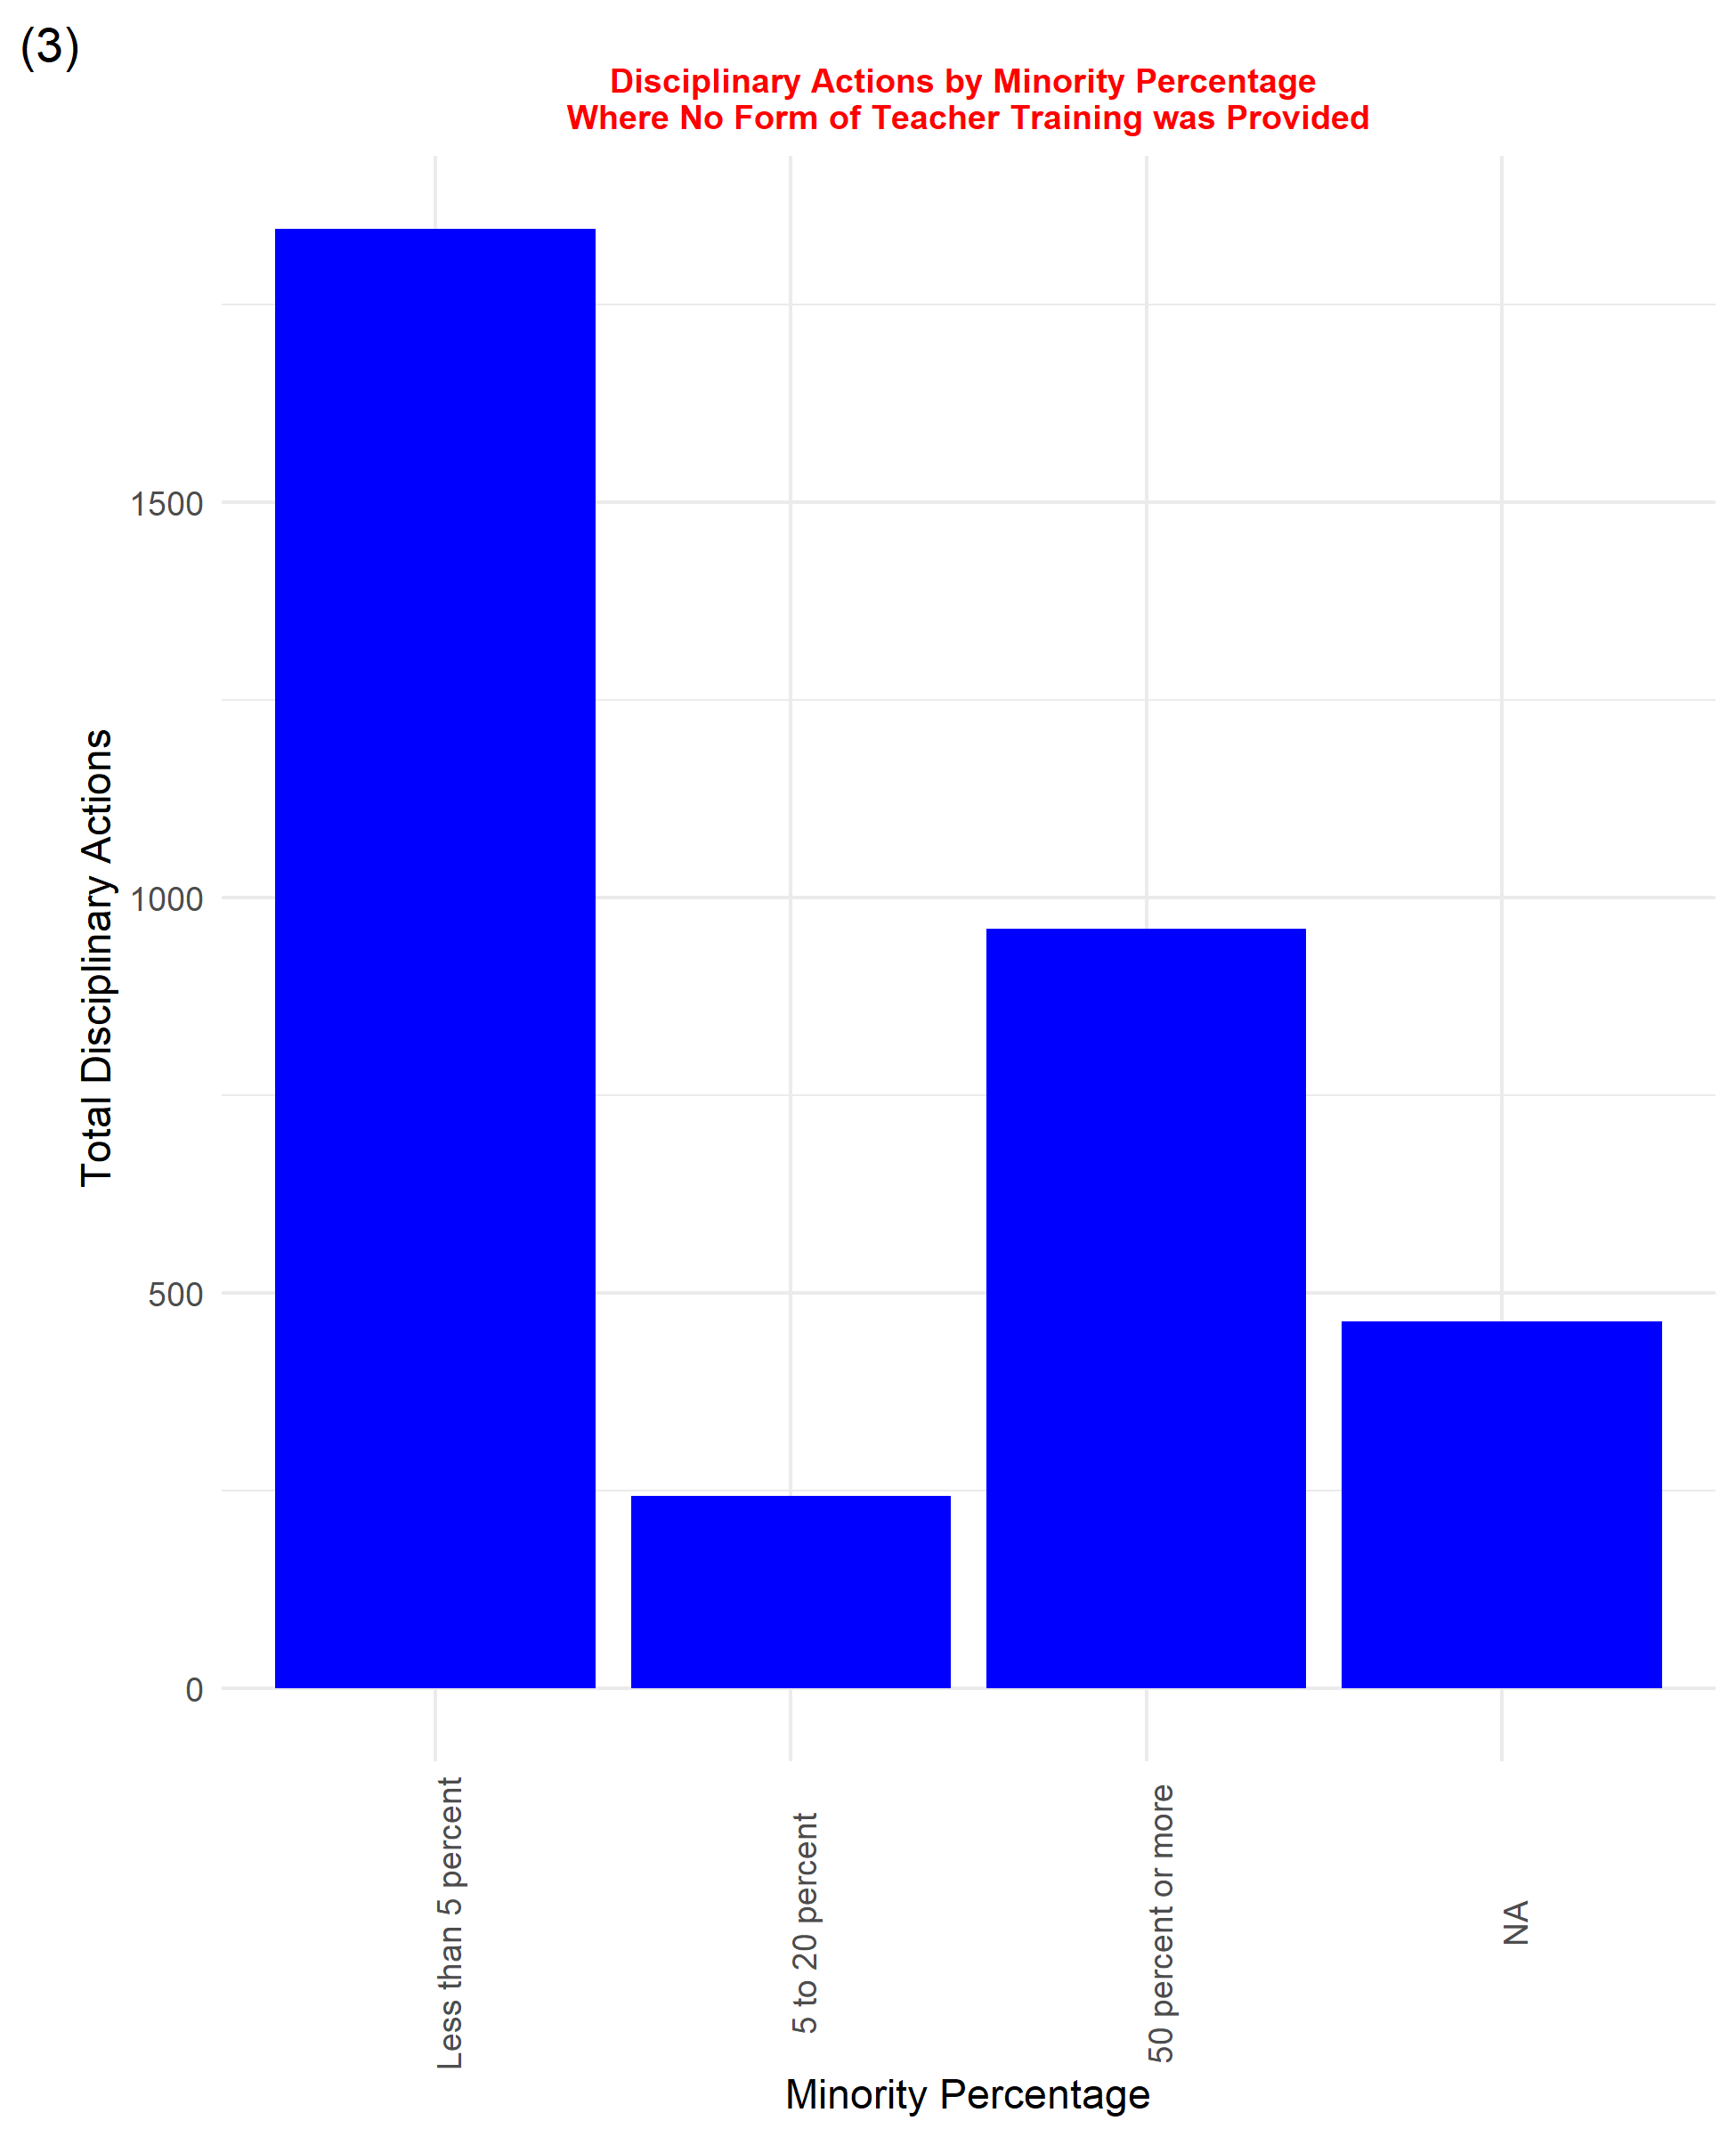 (3)
Disciplinary Actions by Minority Percentage
Where No Form of Teacher Training was Provided
Total Disciplinary Actions
1500
1000
500
0
Less than 5 percent
5 to 20 percent
50 percent or more
NA
Minority Percentage